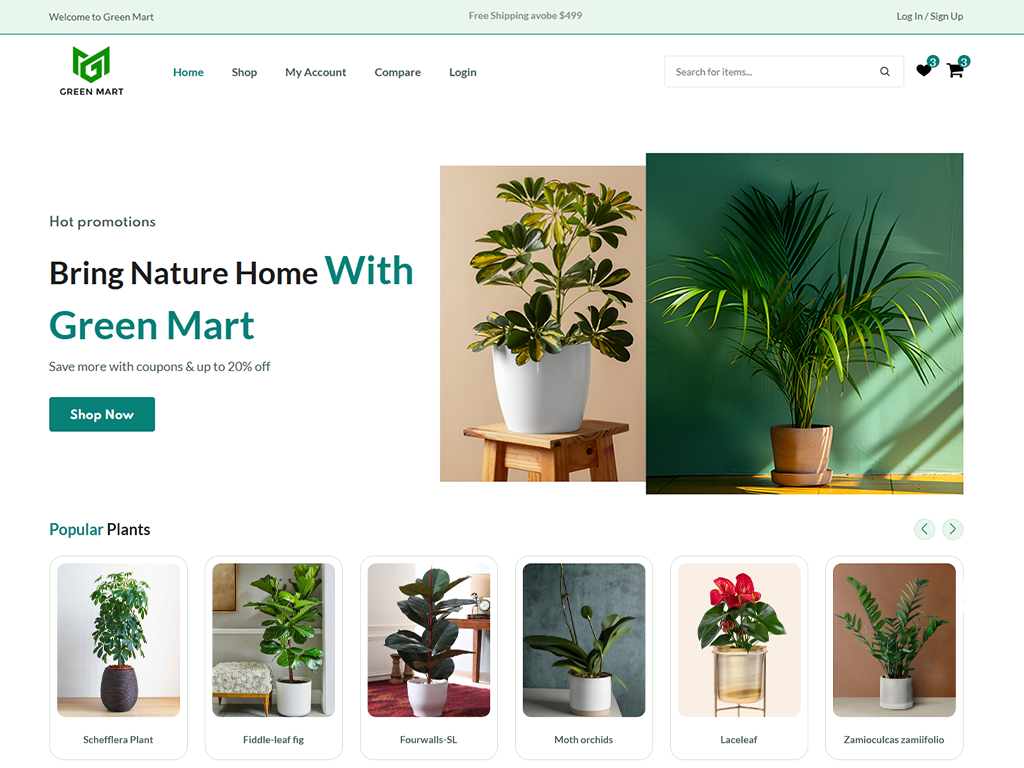 Welcome to Green Mart
Free Shipping avobe $499
Log In / Sign Up
GREEN MART
Home
Shop
My Account
Compare
Login
Search for items...
3
3
Hot promotions
Bring Nature Home With
Green Mart
Save more with coupons & up to 20% off
Shop Now
Popular Plants
Schefflera Plant
Fiddle-leaf fig
Fourwalls-SL
Moth orchids
Laceleaf
Zamioculcas zamiifolio